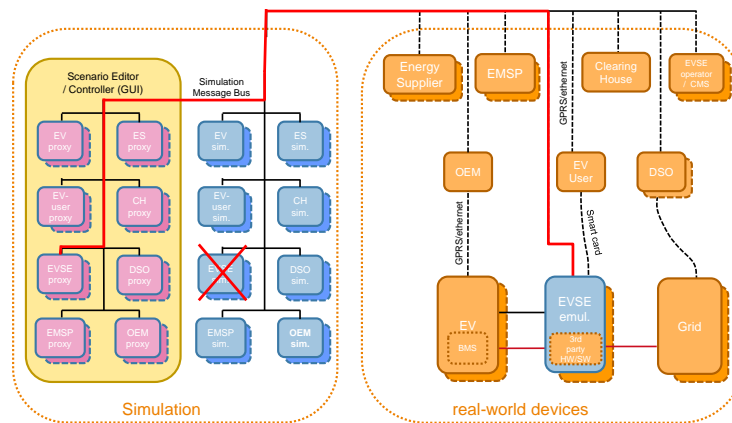 Scenario Editor
/ Controller (GUI)
Simulation
Message Bus
EV
proxy
ES
proxy
EV
sim.
ES
sim.
EV-
user
proxy
CH
proxy
EV-
user
sim.
CH
sim.
EVSE
proxy
DSO
proxy
EVSE
sim.
DSO
sim.
EMSP
proxy
OEM
proxy
EMSP
sim.
OEM
sim.
Simulation
Energy
Supplier
EMSP
GPRS/ethernet
Clearing
House
EVSE
operator
/ CMS
OEM
EV
User
DSO
GPRS/ethernet
Smart card
EV
BMS
EVSE
emul.
3rd
party
HW/SW
Grid
real-world devices